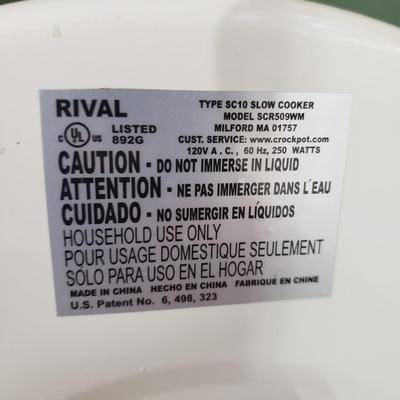 RIVAL
TYPE SC10 SLOW COOKER
MODEL SCR509WM
MILFORD MA 01757
c UL us LISTED 892G
CUST. SERVICE: www.crockpot.com
120V A.C., 60 Hz, 250 WATTS
CAUTION - DO NOT IMMERSE IN LIQUID
ATTENTION - NE PAS IMMERGER DANS L'EAU
CUIDADO - NO SUMERGIR EN LÍQUIDOS
HOUSEHOLD USE ONLY
POUR USAGE DOMESTIQUE SEULEMENT
SÓLO PARA USO EN EL HOGAR
MADE IN CHINA HECHO EN CHINA FABRIQUÉ EN CHINE
U.S. Patent No. 6, 498, 323